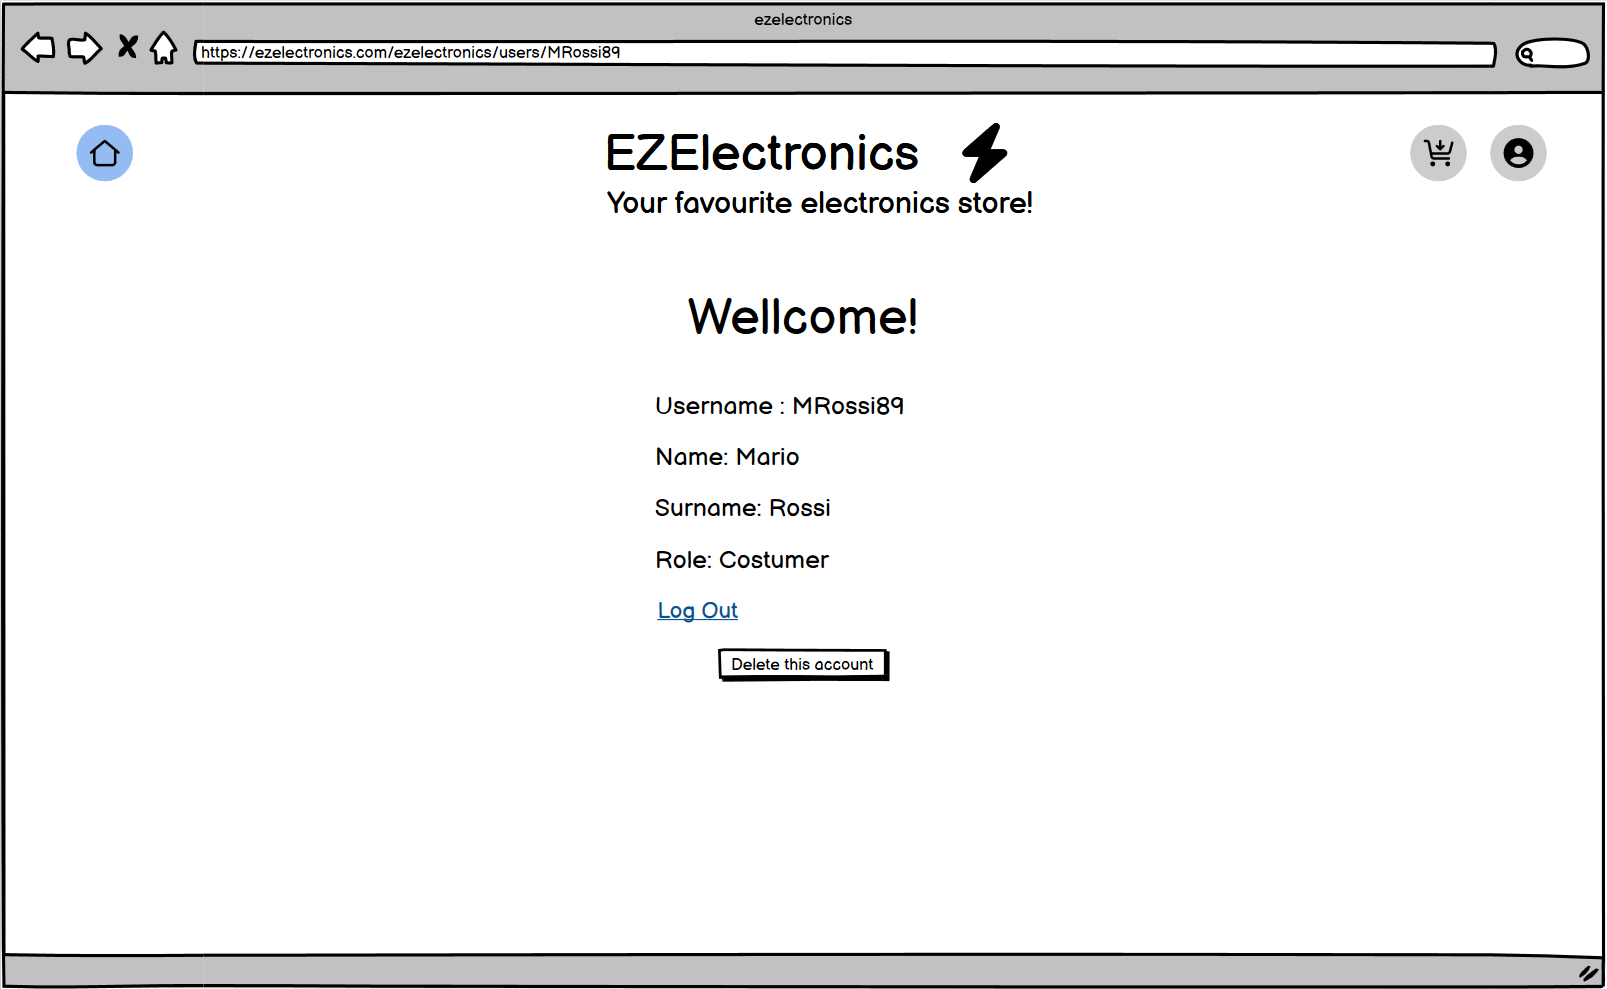 ezelectronics
https://ezelectronics.com/ezelectronics/users/MRossi89
EZElectronics
Your favourite electronics store!
Wellcome!
Username : MRossi89
Name: Mario
Surname: Rossi
Role: Costumer
Log Out
Delete this account